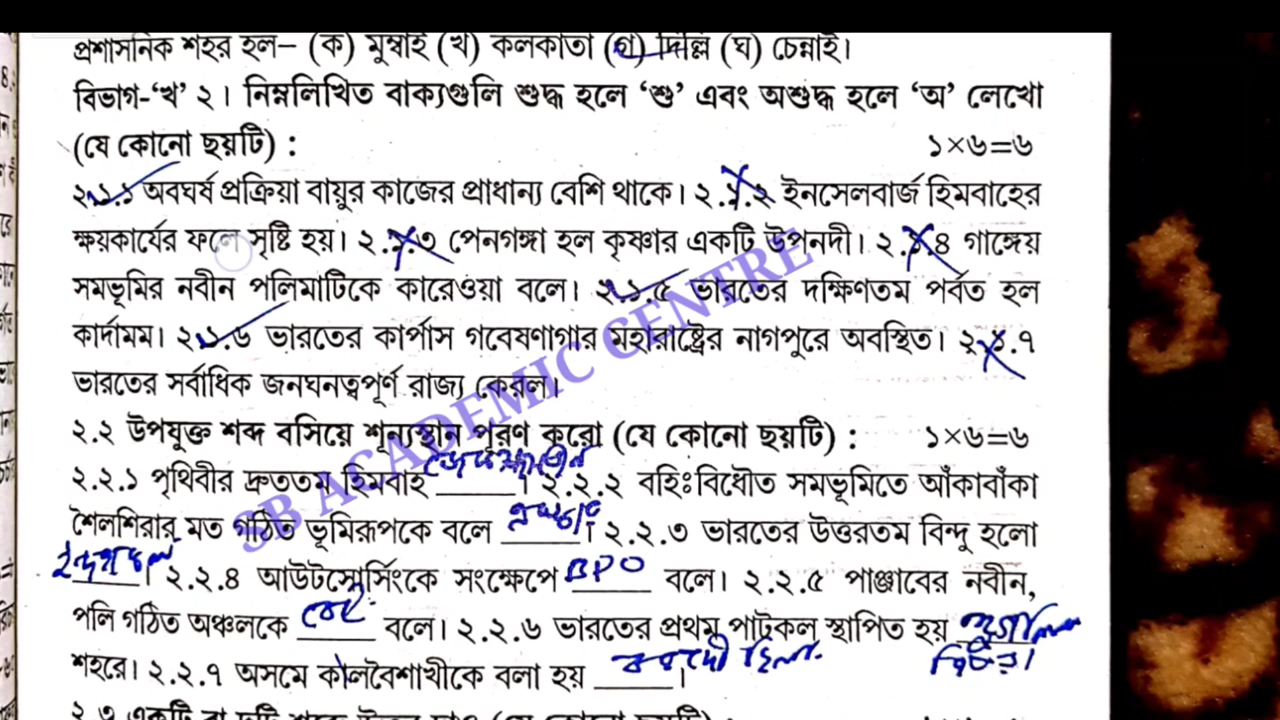 প্রশাসনিক শহর হল– (ক) মুম্বাই (খ) কলকাতা (গ) দিল্লি (ঘ) চেন্নাই।
বিভাগ-‘খ’ ২। নিম্নলিখিত বাক্যগুলি শুদ্ধ হলে ‘শু’ এবং অশুদ্ধ হলে ‘অ’ লেখো
(যে কোনো ছয়টি) : ১×৬=৬
২.১.১ অবঘর্ষ প্রক্রিয়া বায়ুর কাজের প্রাধান্য বেশি থাকে। ২.১.২ ইনসেলবার্জ হিমবাহের
ক্ষয়কার্যের ফলে সৃষ্টি হয়। ২.১.৩ পেনগঙ্গা হল কৃষ্ণার একটি উপনদী। ২.১.৪ গাঙ্গেয়
সমভূমির নবীন পলিমাটিকে কারেওয়া বলে। ২.১.৫ ভারতের দক্ষিণতম পর্বত হল
কার্দামম। ২.১.৬ ভারতের কার্পাস গবেষণাগার মহারাষ্ট্রের নাগপুরে অবস্থিত। ২.১.৭
ভারতের সর্বাধিক জনঘনত্বপূর্ণ রাজ্য কেরল।
SB ACADEMIC CENTRE
২.২ উপযুক্ত শব্দ বসিয়ে শূন্যস্থান পূরণ করো (যে কোনো ছয়টি) : ১×৬=৬
২.২.১ পৃথিবীর দ্রুততম হিমবাহ ______। ২.২.২ বহিঃবিধৌত সমভূমিতে আঁকাবাঁকা
শৈলশিরার মত গঠিত ভূমিরূপকে বলে ______। ২.২.৩ ভারতের উত্তরতম বিন্দু হলো
______। ২.২.৪ আউটসোর্সিংকে সংক্ষেপে BPO বলে। ২.২.৫ পাঞ্জাবের নবীন,
পলি গঠিত অঞ্চলকে বেট বলে। ২.২.৬ ভারতের প্রথম পাটকল স্থাপিত হয়
শহরে। ২.২.৭ অসমে কালবৈশাখীকে বলা হয় ______।